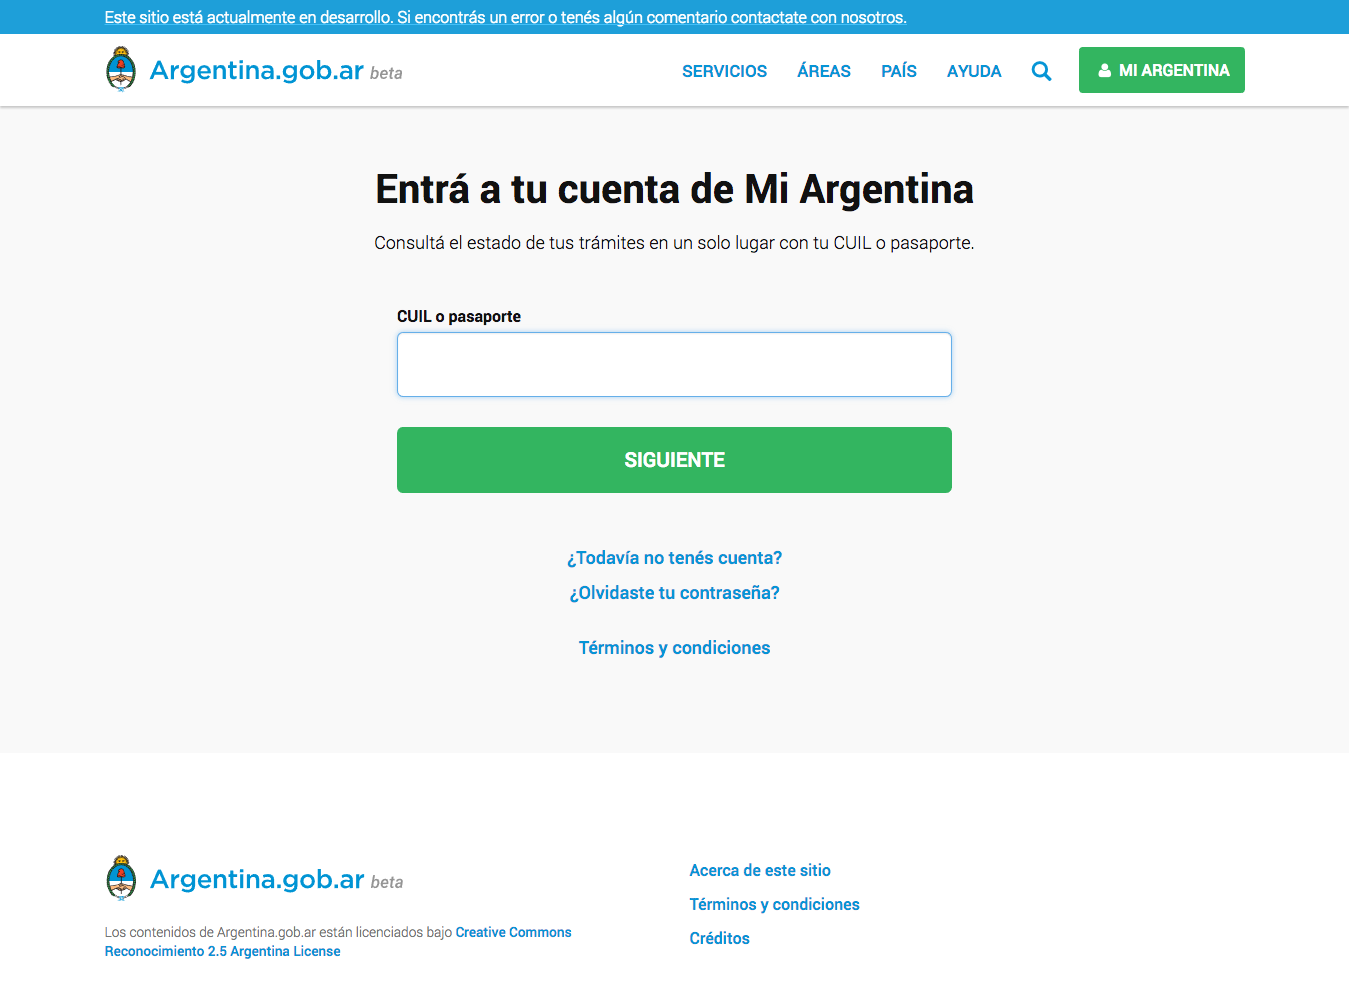 Este sitio está actualmente en desarrollo. Si encontrás un error o tenés algún comentario contactate con nosotros.
Argentina.gob.ar beta
SERVICIOS
ÁREAS
PAÍS
AYUDA
MI ARGENTINA
Entrá a tu cuenta de Mi Argentina
Consultá el estado de tus trámites en un solo lugar con tu CUIL o pasaporte.
CUIL o pasaporte
SIGUIENTE
¿Todavía no tenés cuenta?
¿Olvidaste tu contraseña?
Términos y condiciones
Argentina.gob.ar beta
Los contenidos de Argentina.gob.ar están licenciados bajo Creative Commons
Reconocimiento 2.5 Argentina License
Acerca de este sitio
Términos y condiciones
Créditos